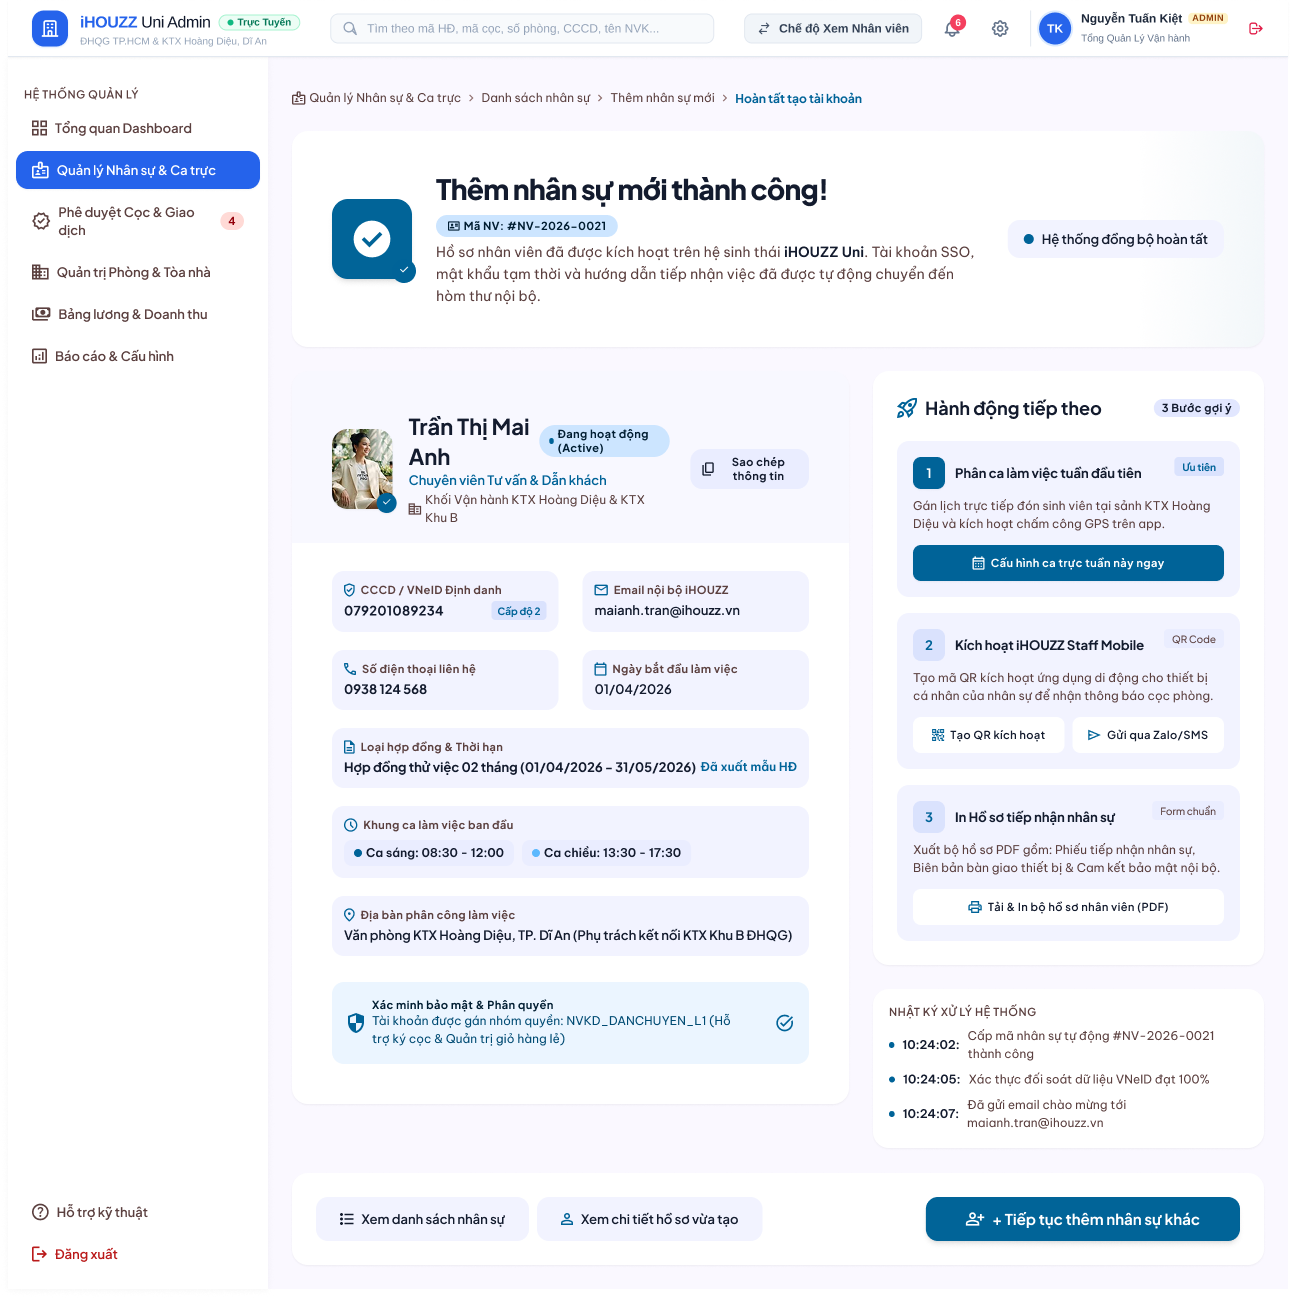 iHOUZZ Uni Admin
Trực Tuyến
ĐHQG TP.HCM & KTX Hoàng Diệu, Dĩ An
Tìm theo mã HĐ, mã cọc, số phòng, CCCD, tên NVK...
Chế độ Xem Nhân viên
6
TK
Nguyễn Tuấn Kiệt
ADMIN
Tổng Quản Lý Vận hành
HỆ THỐNG QUẢN LÝ
Tổng quan Dashboard
Quản lý Nhân sự & Ca trực
Phê duyệt Cọc & Giao
dịch
4
Quản trị Phòng & Tòa nhà
Bảng lương & Doanh thu
Báo cáo & Cấu hình
Hỗ trợ kỹ thuật
Đăng xuất
Quản lý Nhân sự & Ca trực > Danh sách nhân sự > Thêm nhân sự mới > Hoàn tất tạo tài khoản
Thêm nhân sự mới thành công!
Mã NV: #NV-2026-0021
Hồ sơ nhân viên đã được kích hoạt trên hệ sinh thái iHOUZZ Uni. Tài khoản SSO,
mật khẩu tạm thời và hướng dẫn tiếp nhận việc đã được tự động chuyển đến
hòm thư nội bộ.
Hệ thống đồng bộ hoàn tất
Trần Thị Mai
Anh
Đang hoạt động
(Active)
Chuyên viên Tư vấn & Dẫn khách
Khối Vận hành KTX Hoàng Diệu & KTX
Khu B
Sao chép
thông tin
CCCD / VNeID Định danh
079201089234
Cấp độ 2
Email nội bộ iHOUZZ
maianh.tran@ihouzz.vn
Số điện thoại liên hệ
0938 124 568
Ngày bắt đầu làm việc
01/04/2026
Loại hợp đồng & Thời hạn
Hợp đồng thử việc 02 tháng (01/04/2026 – 31/05/2026)
Đã xuất mẫu HĐ
Khung ca làm việc ban đầu
Ca sáng: 08:30 - 12:00
Ca chiều: 13:30 - 17:30
Địa bàn phân công làm việc
Văn phòng KTX Hoàng Diệu, TP. Dĩ An (Phụ trách kết nối KTX Khu B ĐHQG)
Xác minh bảo mật & Phân quyền
Tài khoản được gán nhóm quyền: NVKD_DANCHUYEN_L1 (Hỗ
trợ ký cọc & Quản trị giỏ hàng lẻ)
Hành động tiếp theo
3 Bước gợi ý
1
Phân ca làm việc tuần đầu tiên
Ưu tiên
Gán lịch trực tiếp đón sinh viên tại sảnh KTX Hoàng
Diệu và kích hoạt chấm công GPS trên app.
Cấu hình ca trực tuần này ngay
2
Kích hoạt iHOUZZ Staff Mobile
QR Code
Tạo mã QR kích hoạt ứng dụng di động cho thiết bị
cá nhân của nhân sự để nhận thông báo cọc phòng.
Tạo QR kích hoạt
Gửi qua Zalo/SMS
3
In Hồ sơ tiếp nhận nhân sự
Form chuẩn
Xuất bộ hồ sơ PDF gồm: Phiếu tiếp nhận nhân sự,
Biên bản bàn giao thiết bị & Cam kết bảo mật nội bộ.
Tải & In bộ hồ sơ nhân viên (PDF)
NHẬT KÝ XỬ LÝ HỆ THỐNG
10:24:02: Cấp mã nhân sự tự động #NV-2026-0021
thành công
10:24:05: Xác thực đối soát dữ liệu VNeID đạt 100%
10:24:07: Đã gửi email chào mừng tới
maianh.tran@ihouzz.vn
Xem danh sách nhân sự
Xem chi tiết hồ sơ vừa tạo
+ Tiếp tục thêm nhân sự khác